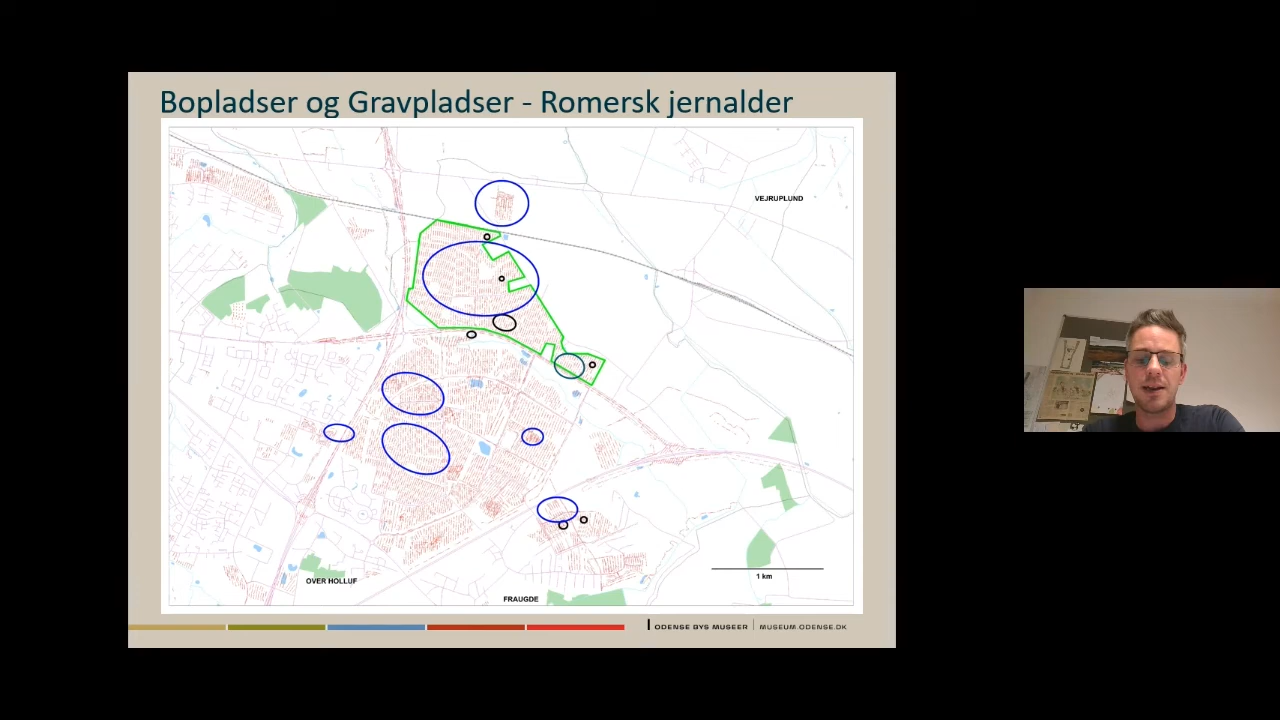 Bopladser og Gravpladser - Romersk jernalder
VEJRUPLUND
1 km
OVER HOLLUF
FRAUGDE
ODENSE BYS MUSEER | MUSEUM.ODENSE.DK